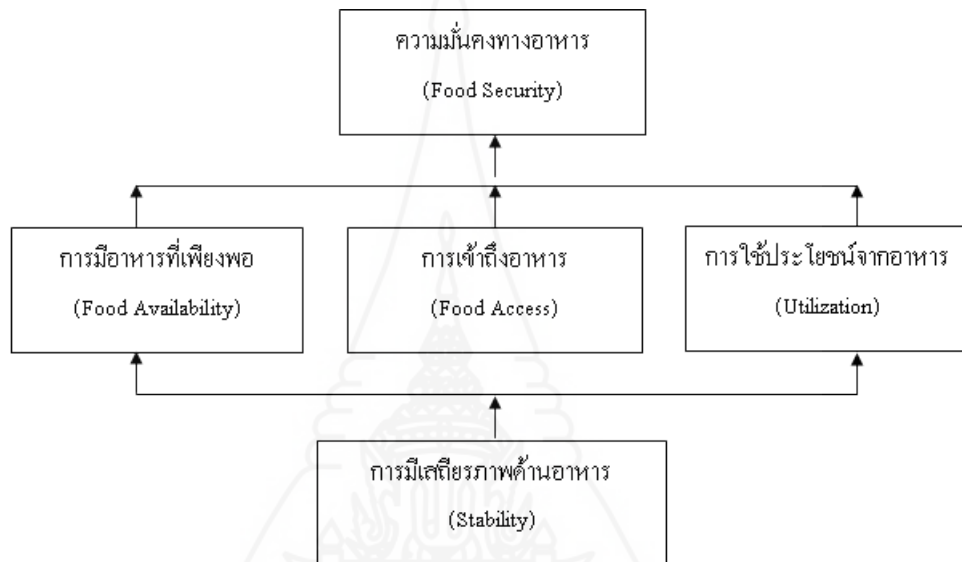 ความมั่นคงทางอาหาร
(Food Security)
การมีอาหารที่เพียงพอ
(Food Availability)
การเข้าถึงอาหาร
(Food Access)
การใช้ประโยชน์จากอาหาร
(Utilization)
การมีเสถียรภาพด้านอาหาร
(Stability)